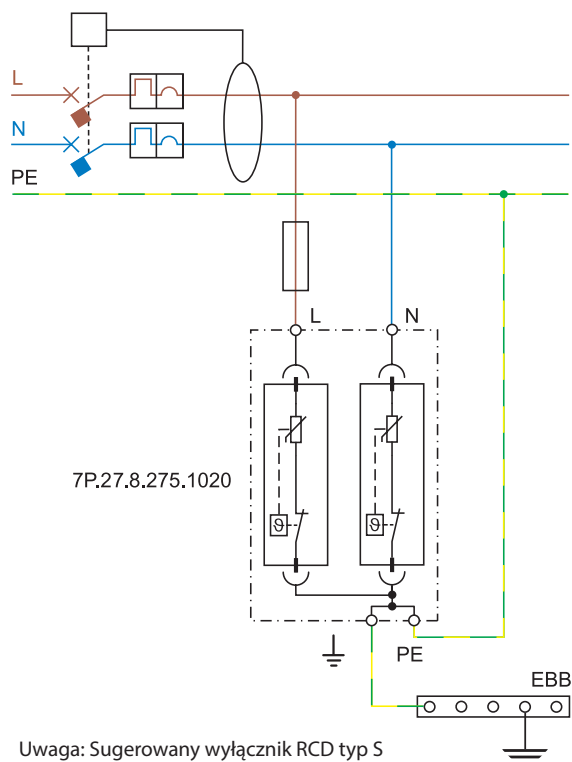 L
N
PE
L
N
7P.27.8.275.1020
ϑ
ϑ
PE
EBB
Uwaga: Sugerowany wyłącznik RCD typ S